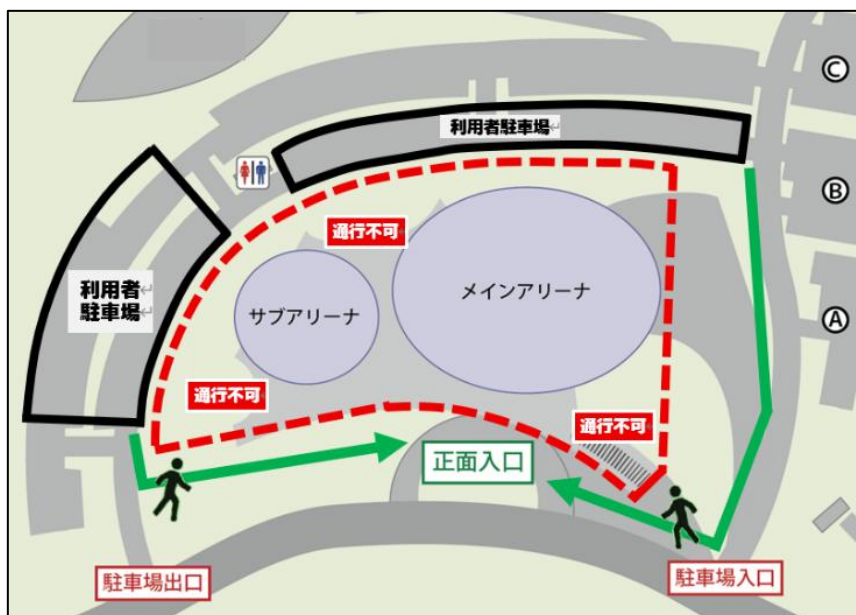 Ⓒ
利用者駐車場
Ⓑ
通行不可
利用者
駐車場
サブアリーナ
メインアリーナ
Ⓐ
通行不可
通行不可
正面入口
駐車場出口
駐車場入口